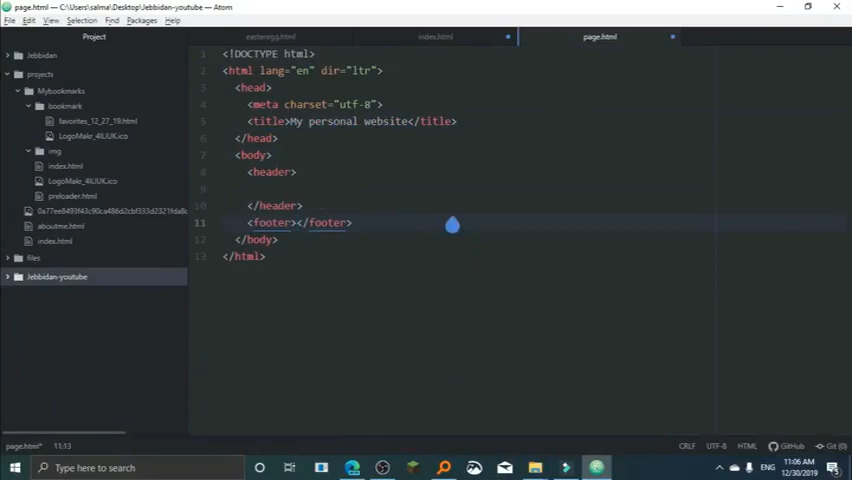 page.html — C:\Users\salma\Desktop\Jebbidan-youtube — Atom
File Edit View Selection Find Packages Help
Project
easteregg.html
index.html
page.html
Jebbidan
projects
Mybookmarks
bookmark
favorites_12_27_19.html
LogoMakr_4ILIUK.ico
img
index.html
LogoMakr_4ILIUK.ico
preloader.html
0a77ee8493f43c90ca486d2cbf333d2321fda8c
aboutme.html
index.html
files
Jebbidan-youtube
1 <!DOCTYPE html>
2 <html lang="en" dir="ltr">
3 <head>
4 <meta charset="utf-8">
5 <title>My personal website</title>
6 </head>
7 <body>
8 <header>
9
10 </header>
11 <footer></footer>
12 </body>
13 </html>
page.html* 11:13
CRLF UTF-8 HTML GitHub Git (0)
Type here to search
ENG
11:06 AM
12/30/2019